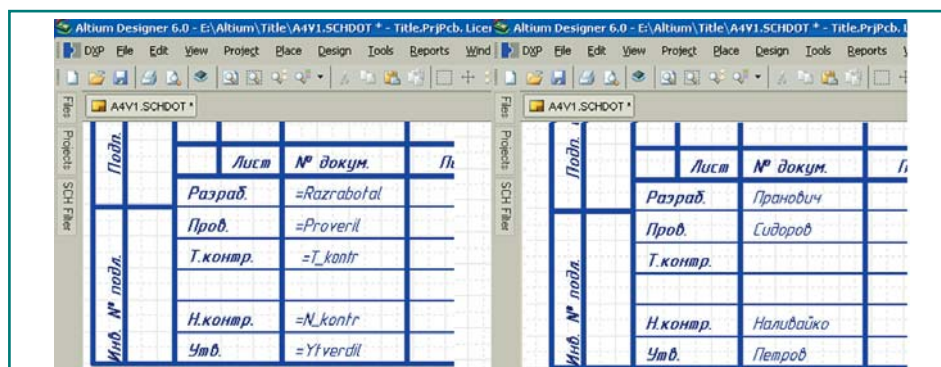 Altium Designer 6.0 - E:\Altium\Title\A4V1.SCHDOT * - Title.PrjPcb. Licen
DXP File Edit View Project Place Design Tools Reports Wind
Files
Projects
SCH Filter
A4V1.SCHDOT *
Подп.
Инв. № подл.
Лист № докум.
Разраб. =Razrabotal
Пров. =Proveril
Т.контр. =T_kontr
Н.контр. =N_kontr
Утв. =Ytverdil
Altium Designer 6.0 - E:\Altium\Title\A4V1.SCHDOT * - Title.PrjPcb.
DXP File Edit View Project Place Design Tools Reports
Files
Projects
SCH Filter
A4V1.SCHDOT *
Подп.
Инв. № подл.
Лист № докум.
Разраб. Пранович
Пров. Сидоров
Т.контр.
Н.контр. Наливайко
Утв. Петров